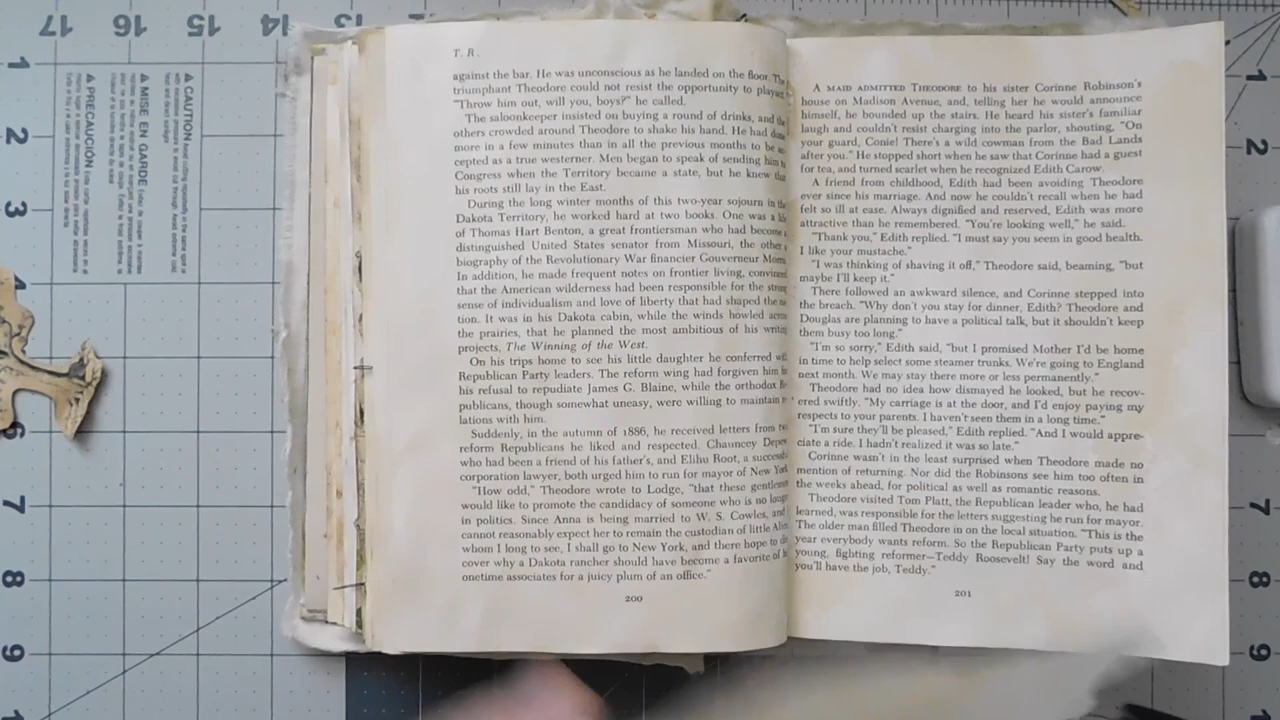 17 16 15 14 13 12
1
2
3
4
6
7
8
9
CAUTION
MISE EN GARDE
PRECAUCIÓN
T. R.
against the bar. He was unconscious as he landed on the floor. The
triumphant Theodore could not resist the opportunity to
"Throw him out, will you, boys?" he called.
The saloonkeeper insisted on buying a round of drinks, and the
others crowded around Theodore to shake his hand. He had done
more in a few minutes than in all the previous months to be ac-
cepted as a true westerner. Men began to speak of sending him to
Congress when the Territory became a state, but he knew that
his roots still lay in the East.
During the long winter months of this two-year sojourn in the
Dakota Territory, he worked hard at two books. One was a life
of Thomas Hart Benton, a great frontiersman who had become a
distinguished United States senator from Missouri, the other a
biography of the Revolutionary War financier Gouverneur Morris.
In addition, he made frequent notes on frontier living, convinced
that the American wilderness had been responsible for the strong
sense of individualism and love of liberty that had shaped the na-
tion. It was in his Dakota cabin, while the winds howled across
the prairies, that he planned the most ambitious of his writing
projects, The Winning of the West.
On his trips home to see his little daughter he conferred with
Republican Party leaders. The reform wing had forgiven him for
his refusal to repudiate James G. Blaine, while the orthodox Re-
publicans, though somewhat uneasy, were willing to maintain re-
lations with him.
Suddenly, in the autumn of 1886, he received letters from two
reform Republicans he liked and respected. Chauncey Depew,
who had been a friend of his father's, and Elihu Root, a successful
corporation lawyer, both urged him to run for mayor of New York.
"How odd," Theodore wrote to Lodge, "that these gentlemen
would like to promote the candidacy of someone who is no longer
in politics. Since Anna is being married to W. S. Cowles, and
cannot reasonably expect her to remain the custodian of little Alice,
whom I long to see, I shall go to New York, and there hope to dis-
cover why a Dakota rancher should have become a favorite of his
onetime associates for a juicy plum of an office."
200
A MAID ADMITTED THEODORE to his sister Corinne Robinson's
house on Madison Avenue, and, telling her he would announce
himself, he bounded up the stairs. He heard his sister's familiar
laugh and couldn't resist charging into the parlor, shouting, "On
your guard, Conie! There's a wild cowman from the Bad Lands
after you." He stopped short when he saw that Corinne had a guest
for tea, and turned scarlet when he recognized Edith Carow.
A friend from childhood, Edith had been avoiding Theodore
ever since his marriage. And now he couldn't recall when he had
felt so ill at ease. Always dignified and reserved, Edith was more
attractive than he remembered. "You're looking well," he said.
"Thank you," Edith replied. "I must say you seem in good health.
I like your mustache."
"I was thinking of shaving it off," Theodore said, beaming, "but
maybe I'll keep it."
There followed an awkward silence, and Corinne stepped into
the breach. "Why don't you stay for dinner, Edith? Theodore and
Douglas are planning to have a political talk, but it shouldn't keep
them busy too long."
"I'm so sorry," Edith said, "but I promised Mother I'd be home
in time to help select some steamer trunks. We're going to England
next month. We may stay there more or less permanently."
Theodore had no idea how dismayed he looked, but he recov-
ered swiftly. "My carriage is at the door, and I'd enjoy paying my
respects to your parents. I haven't seen them in a long time."
"I'm sure they'll be pleased," Edith replied. "And I would appre-
ciate a ride. I hadn't realized it was so late."
Corinne wasn't in the least surprised when Theodore made no
mention of returning. Nor did the Robinsons see him too often in
the weeks ahead, for political as well as romantic reasons.
Theodore visited Tom Platt, the Republican leader who, he had
learned, was responsible for the letters suggesting he run for mayor.
The older man filled Theodore in on the local situation. "This is the
year everybody wants reform. So the Republican Party puts up a
young, fighting reformer—Teddy Roosevelt! Say the word and
you'll have the job, Teddy."
201
1
2
7
8
9